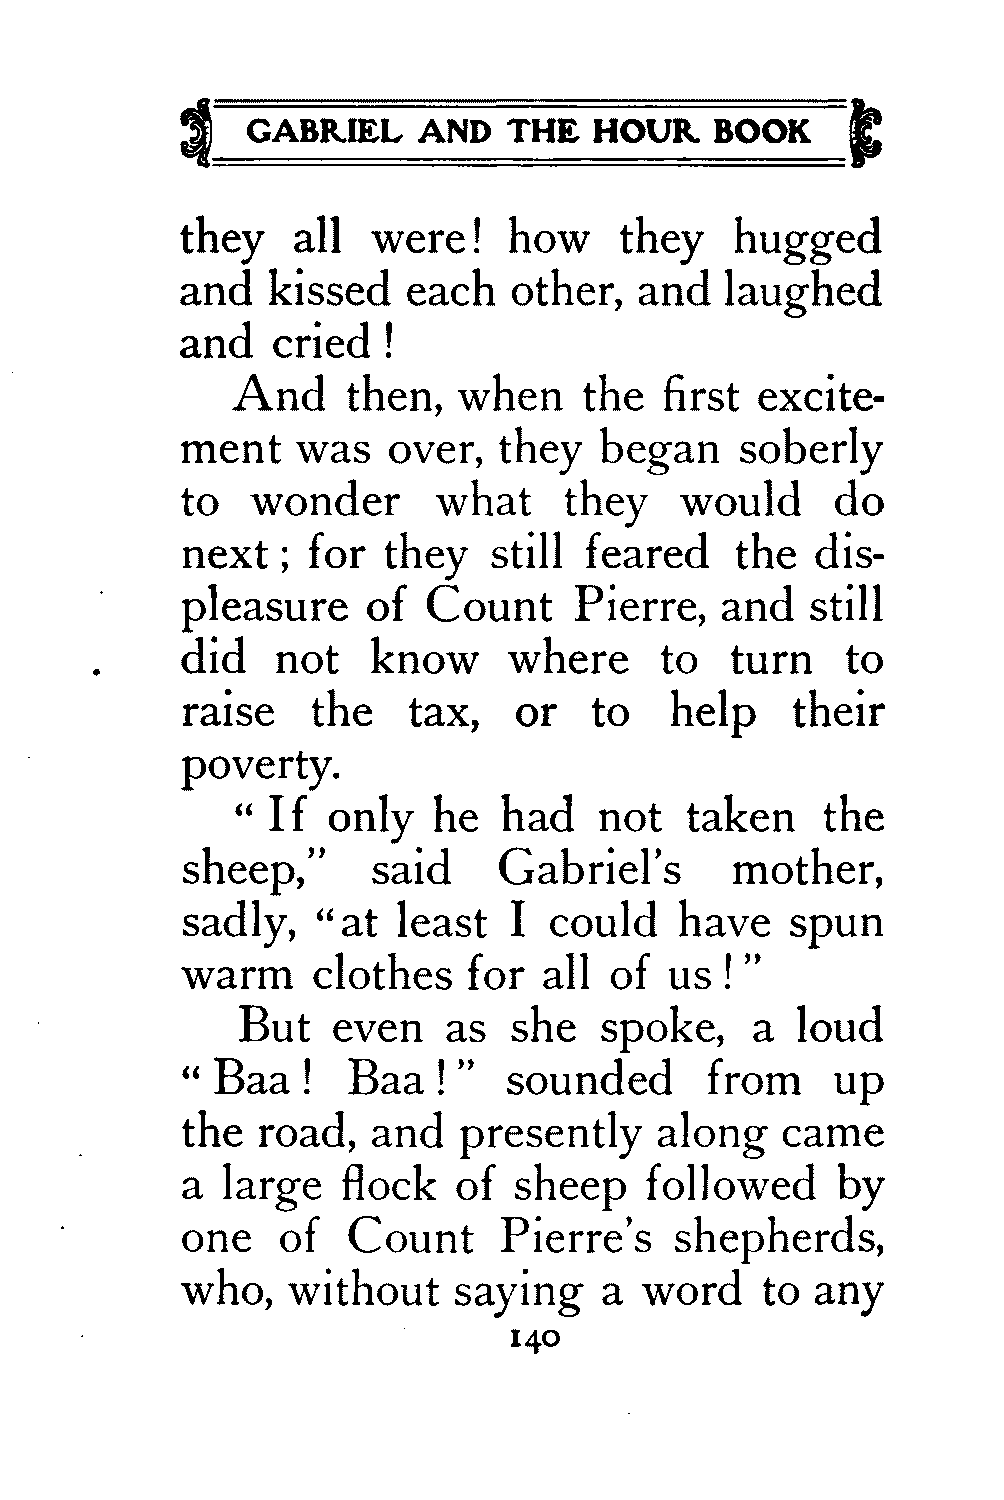 GABRIEL AND THE HOUR BOOK
they all were! how they hugged
and kissed each other, and laughed
and cried !
And then, when the first excite-
ment was over, they began soberly
to wonder what they would do
next ; for they still feared the dis-
pleasure of Count Pierre, and still
did not know where to turn to
raise the tax, or to help their
poverty.
“ If only he had not taken the
sheep,” said Gabriel’s mother,
sadly, “at least I could have spun
warm clothes for all of us ! ”
But even as she spoke, a loud
“ Baa ! Baa ! ” sounded from up
the road, and presently along came
a large flock of sheep followed by
one of Count Pierre’s shepherds,
who, without saying a word to any
140